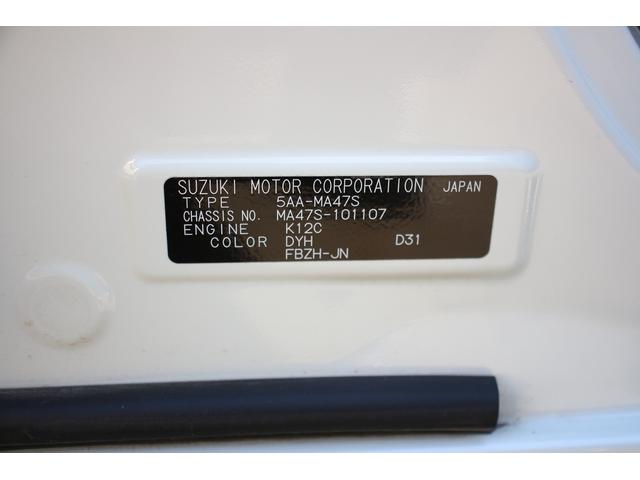 SUZUKI MOTOR CORPORATION JAPAN
TYPE 5AA-MA47S
CHASSIS NO. MA47S-101107
ENGINE K12C
COLOR DYH D31
FBZH-JN